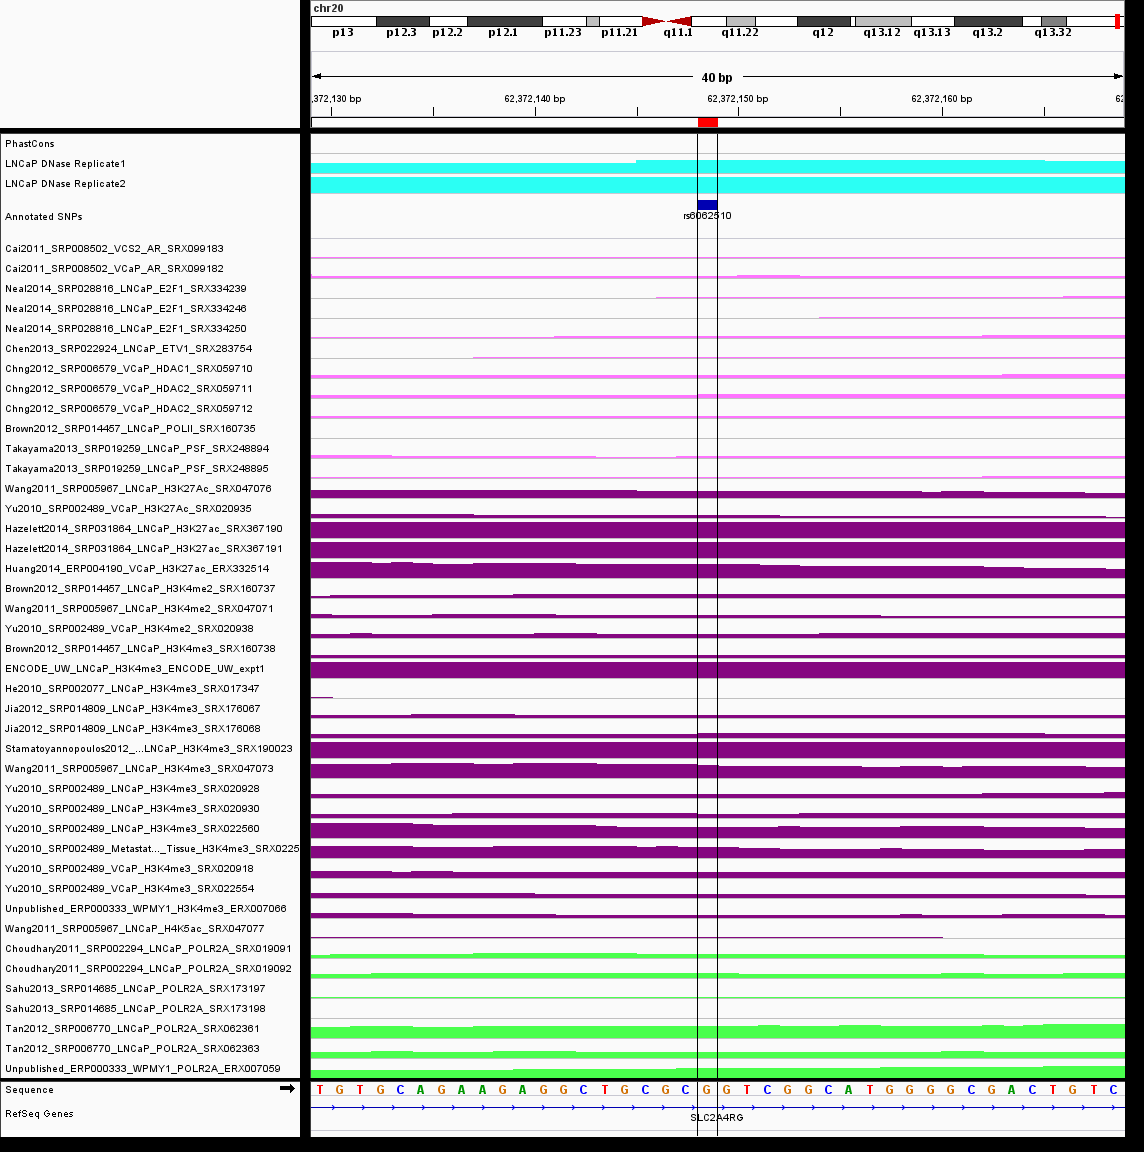 chr20
p13 p12.3 p12.2 p12.1 p11.23 p11.21 q11.1 q11.22 q12 q13.12 q13.13 q13.2 q13.32
40 bp
,372,130 bp 62,372,140 bp 62,372,150 bp 62,372,160 bp 62
PhastCons
LNCaP DNase Replicate1
LNCaP DNase Replicate2
Annotated SNPs
rs6062510
Cai2011_SRP008502_VCS2_AR_SRX099183
Cai2011_SRP008502_VCaP_AR_SRX099182
Neal2014_SRP028816_LNCaP_E2F1_SRX334239
Neal2014_SRP028816_LNCaP_E2F1_SRX334246
Neal2014_SRP028816_LNCaP_E2F1_SRX334250
Chen2013_SRP022924_LNCaP_ETV1_SRX283754
Chng2012_SRP006579_VCaP_HDAC1_SRX059710
Chng2012_SRP006579_VCaP_HDAC2_SRX059711
Chng2012_SRP006579_VCaP_HDAC2_SRX059712
Brown2012_SRP014457_LNCaP_POLII_SRX160735
Takayama2013_SRP019259_LNCaP_PSF_SRX248894
Takayama2013_SRP019259_LNCaP_PSF_SRX248895
Wang2011_SRP005967_LNCaP_H3K27Ac_SRX047076
Yu2010_SRP002489_VCaP_H3K27Ac_SRX020935
Hazelett2014_SRP031864_LNCaP_H3K27ac_SRX367190
Hazelett2014_SRP031864_LNCaP_H3K27ac_SRX367191
Huang2014_ERP004190_VCaP_H3K27ac_ERX332514
Brown2012_SRP014457_LNCaP_H3K4me2_SRX160737
Wang2011_SRP005967_LNCaP_H3K4me2_SRX047071
Yu2010_SRP002489_VCaP_H3K4me2_SRX020938
Brown2012_SRP014457_LNCaP_H3K4me3_SRX160738
ENCODE_UW_LNCaP_H3K4me3_ENCODE_UW_expt1
He2010_SRP002077_LNCaP_H3K4me3_SRX017347
Jia2012_SRP014809_LNCaP_H3K4me3_SRX176067
Jia2012_SRP014809_LNCaP_H3K4me3_SRX176068
Stamatoyannopoulos2012_...LNCaP_H3K4me3_SRX190023
Wang2011_SRP005967_LNCaP_H3K4me3_SRX047073
Yu2010_SRP002489_LNCaP_H3K4me3_SRX020928
Yu2010_SRP002489_LNCaP_H3K4me3_SRX020930
Yu2010_SRP002489_LNCaP_H3K4me3_SRX022560
Yu2010_SRP002489_Metastat..._Tissue_H3K4me3_SRX0225
Yu2010_SRP002489_VCaP_H3K4me3_SRX020918
Yu2010_SRP002489_VCaP_H3K4me3_SRX022554
Unpublished_ERP000333_WPMY1_H3K4me3_ERX007066
Wang2011_SRP005967_LNCaP_H4K5ac_SRX047077
Choudhary2011_SRP002294_LNCaP_POLR2A_SRX019091
Choudhary2011_SRP002294_LNCaP_POLR2A_SRX019092
Sahu2013_SRP014685_LNCaP_POLR2A_SRX173197
Sahu2013_SRP014685_LNCaP_POLR2A_SRX173198
Tan2012_SRP006770_LNCaP_POLR2A_SRX062361
Tan2012_SRP006770_LNCaP_POLR2A_SRX062363
Unpublished_ERP000333_WPMY1_POLR2A_ERX007059
Sequence T G T G C A G A A G A G G C T G C G C G G T C G G C A T G G G G C G A C T G T C
RefSeq Genes
SLC2A4RG